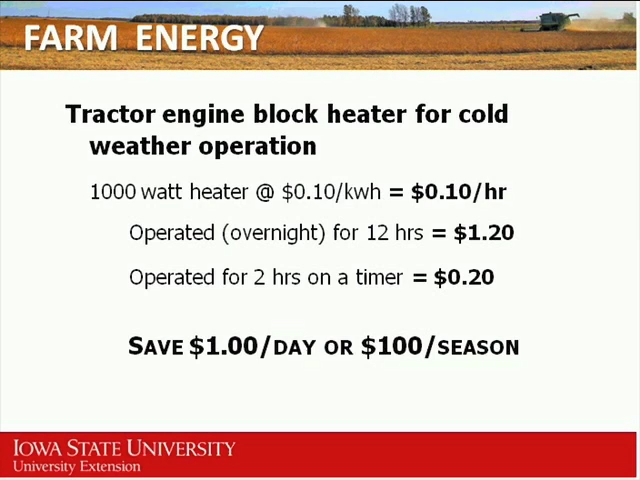 FARM ENERGY
Tractor engine block heater for cold
weather operation
1000 watt heater @ $0.10/kwh = $0.10/hr
Operated (overnight) for 12 hrs = $1.20
Operated for 2 hrs on a timer = $0.20
SAVE $1.00/DAY OR $100/SEASON
IOWA STATE UNIVERSITY
University Extension